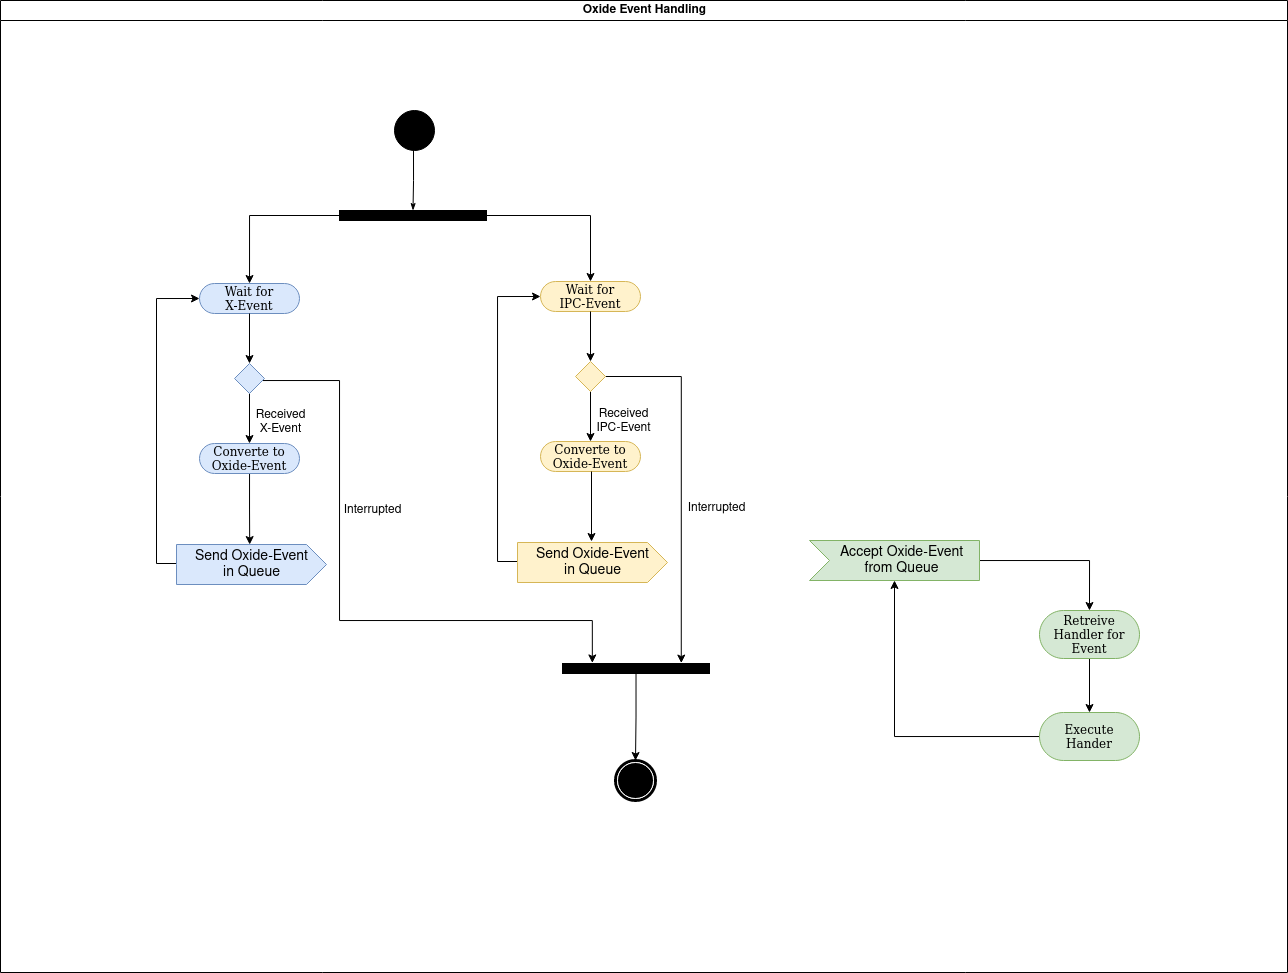 Oxide Event Handling
Wait for
X-Event
Received
X-Event
Converte to
Oxide-Event
Send Oxide-Event
in Queue
Interrupted
Wait for
IPC-Event
Received
IPC-Event
Converte to
Oxide-Event
Send Oxide-Event
in Queue
Interrupted
Accept Oxide-Event
from Queue
Retreive
Handler for
Event
Execute
Hander